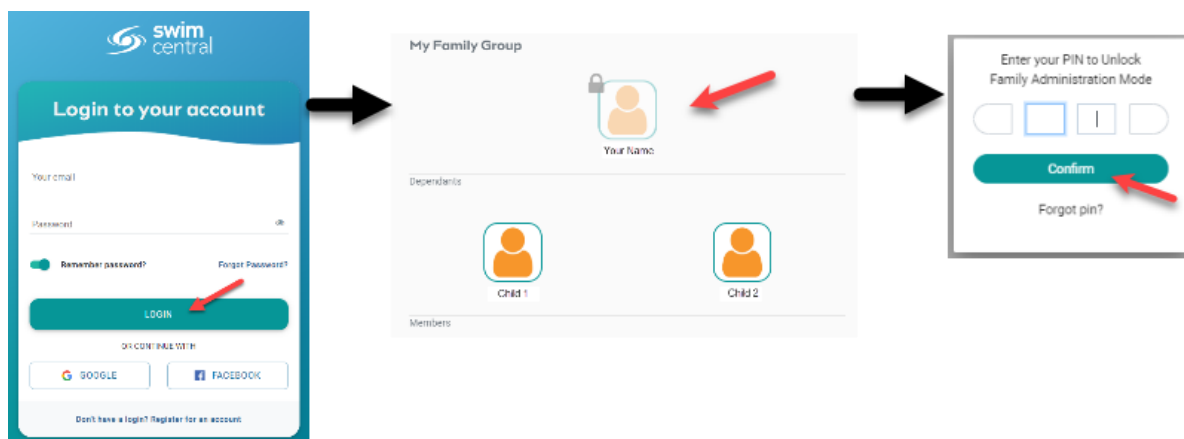 swim
central
Login to your account
Your email
Password
Remember password?
Forgot Password?
LOGIN
OR CONTINUE WITH
GOOGLE
FACEBOOK
Don't have a login? Register for an account
My Family Group
Your Name
Dependants
Child 1
Child 2
Members
Enter your PIN to Unlock
Family Administration Mode
Confirm
Forgot pin?